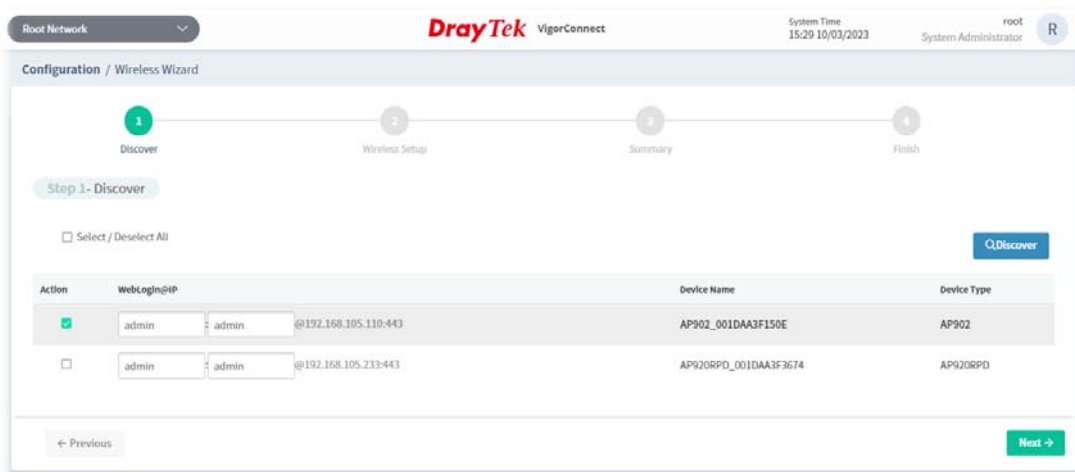 Root Network
DrayTek VigorConnect
System Time
15:29 10/03/2023
root
System Administrator
R
Configuration / Wireless Wizard
1
2
3
4
Discover
Wireless Setup
Summary
Finish
Step 1- Discover
Select / Deselect All
Discover
Action WebLogin@IP Device Name Device Type
admin : admin @192.168.105.110:443 AP902_001DAA3F150E AP902
admin : admin @192.168.105.233:443 AP920RPD_001DAA3F3674 AP920RPD
← Previous
Next →